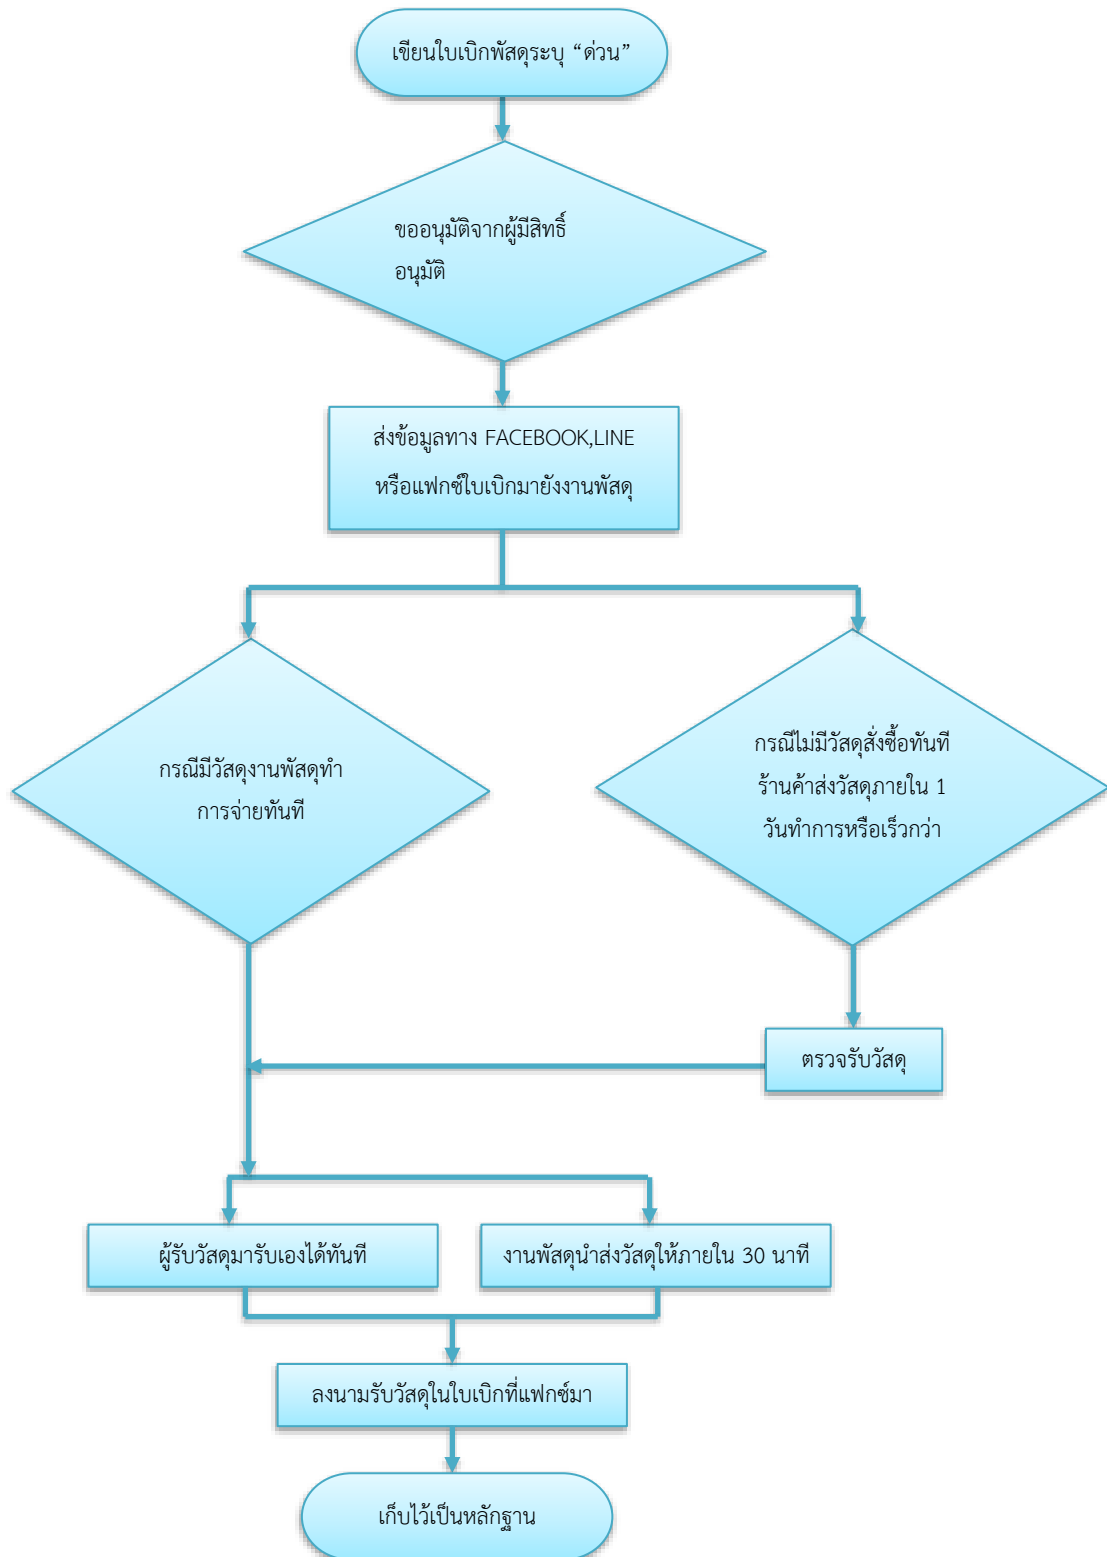 เขียนใบเบิกพัสดุระบุ “ด่วน”
ขออนุมัติจากผู้มีสิทธิ์
อนุมัติ
ส่งข้อมูลทาง FACEBOOK,LINE
หรือแฟกซ์ใบเบิกมายังงานพัสดุ
กรณีมีวัสดุงานพัสดุทำ
การจ่ายทันที
กรณีไม่มีวัสดุสั่งซื้อทันที
ร้านค้าส่งวัสดุภายใน 1
วันทำการหรือเร็วกว่า
ตรวจรับวัสดุ
ผู้รับวัสดุมารับเองได้ทันที
งานพัสดุนำส่งวัสดุให้ภายใน 30 นาที
ลงนามรับวัสดุในใบเบิกที่แฟกซ์มา
เก็บไว้เป็นหลักฐาน